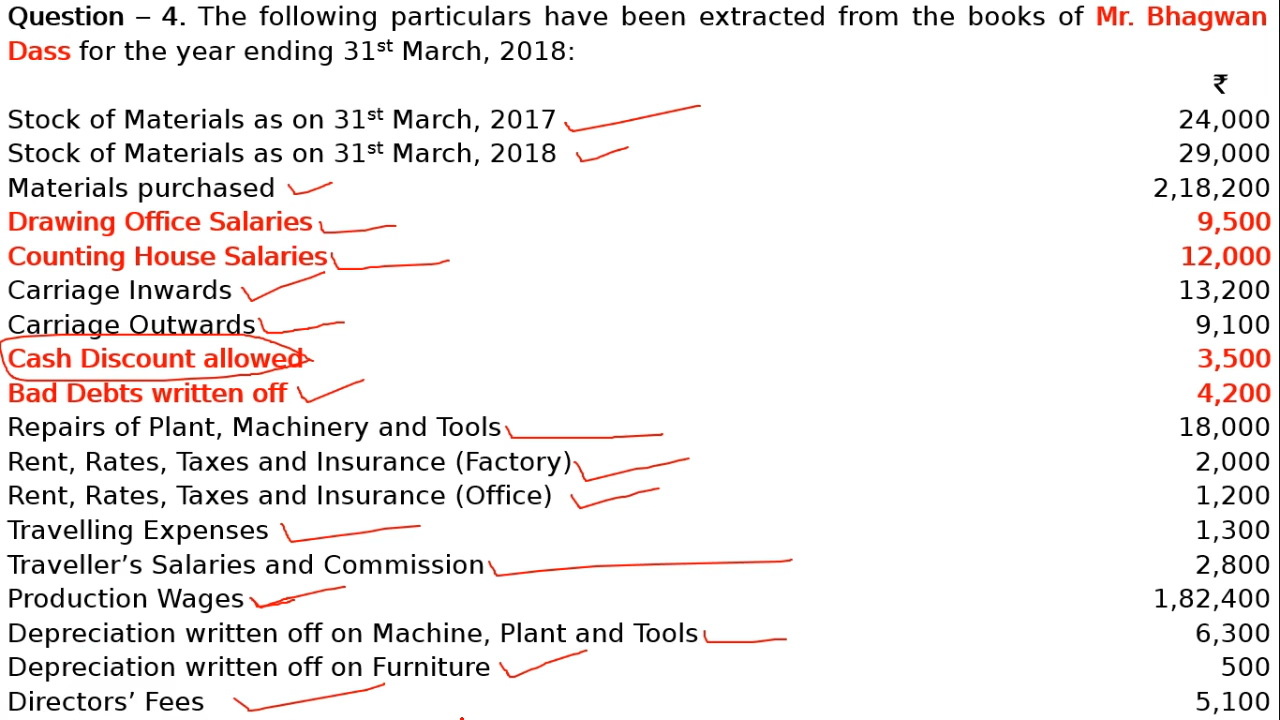 Question – 4. The following particulars have been extracted from the books of Mr. Bhagwan
Dass for the year ending 31st March, 2018:
₹
Stock of Materials as on 31st March, 2017 24,000
Stock of Materials as on 31st March, 2018 29,000
Materials purchased 2,18,200
Drawing Office Salaries 9,500
Counting House Salaries 12,000
Carriage Inwards 13,200
Carriage Outwards 9,100
Cash Discount allowed 3,500
Bad Debts written off 4,200
Repairs of Plant, Machinery and Tools 18,000
Rent, Rates, Taxes and Insurance (Factory) 2,000
Rent, Rates, Taxes and Insurance (Office) 1,200
Travelling Expenses 1,300
Traveller’s Salaries and Commission 2,800
Production Wages 1,82,400
Depreciation written off on Machine, Plant and Tools 6,300
Depreciation written off on Furniture 500
Directors’ Fees 5,100